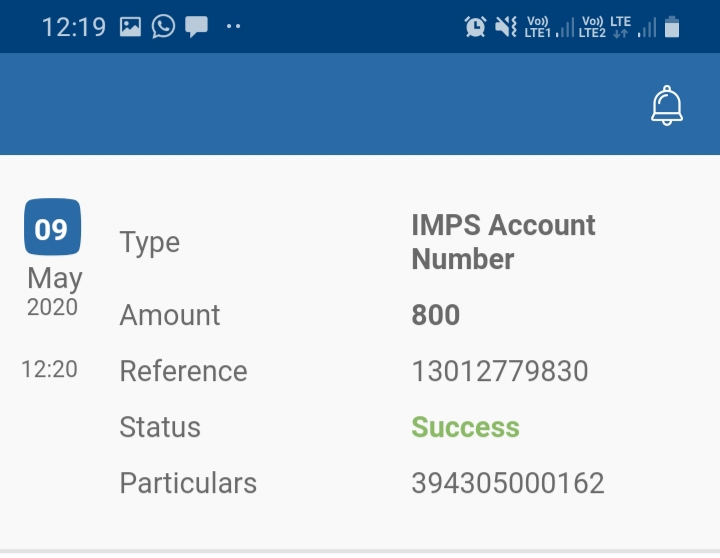 12:19
Vo)) LTE1 Vo)) LTE2 LTE
09
May
2020
12:20
Type IMPS Account Number
Amount 800
Reference 13012779830
Status Success
Particulars 394305000162